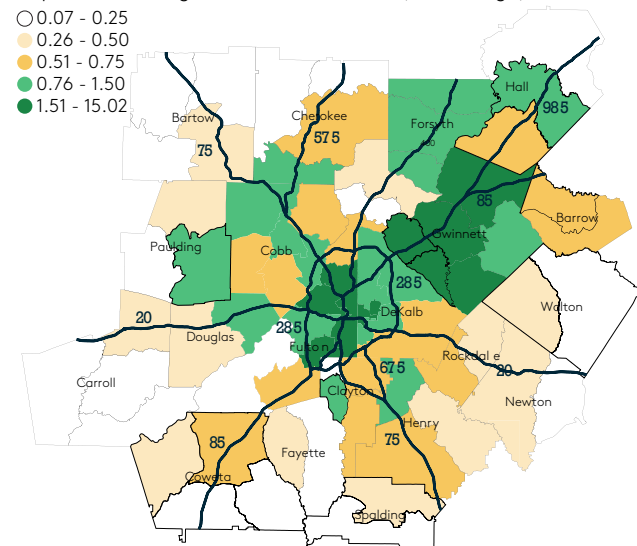 0.07 - 0.25
0.26 - 0.50
0.51 - 0.75
0.76 - 1.50
1.51 - 15.02
Hall
985
Bartow
Cherokee
Forsyth
575
75
85
Barrow
Gwinnett
Paulding
Cobb
285
Walton
20
DeKalb
285
Douglas
Fulton
Rockdale
675
20
Carroll
Clayton
Newton
Henry
85
75
Fayette
Coweta
Spalding